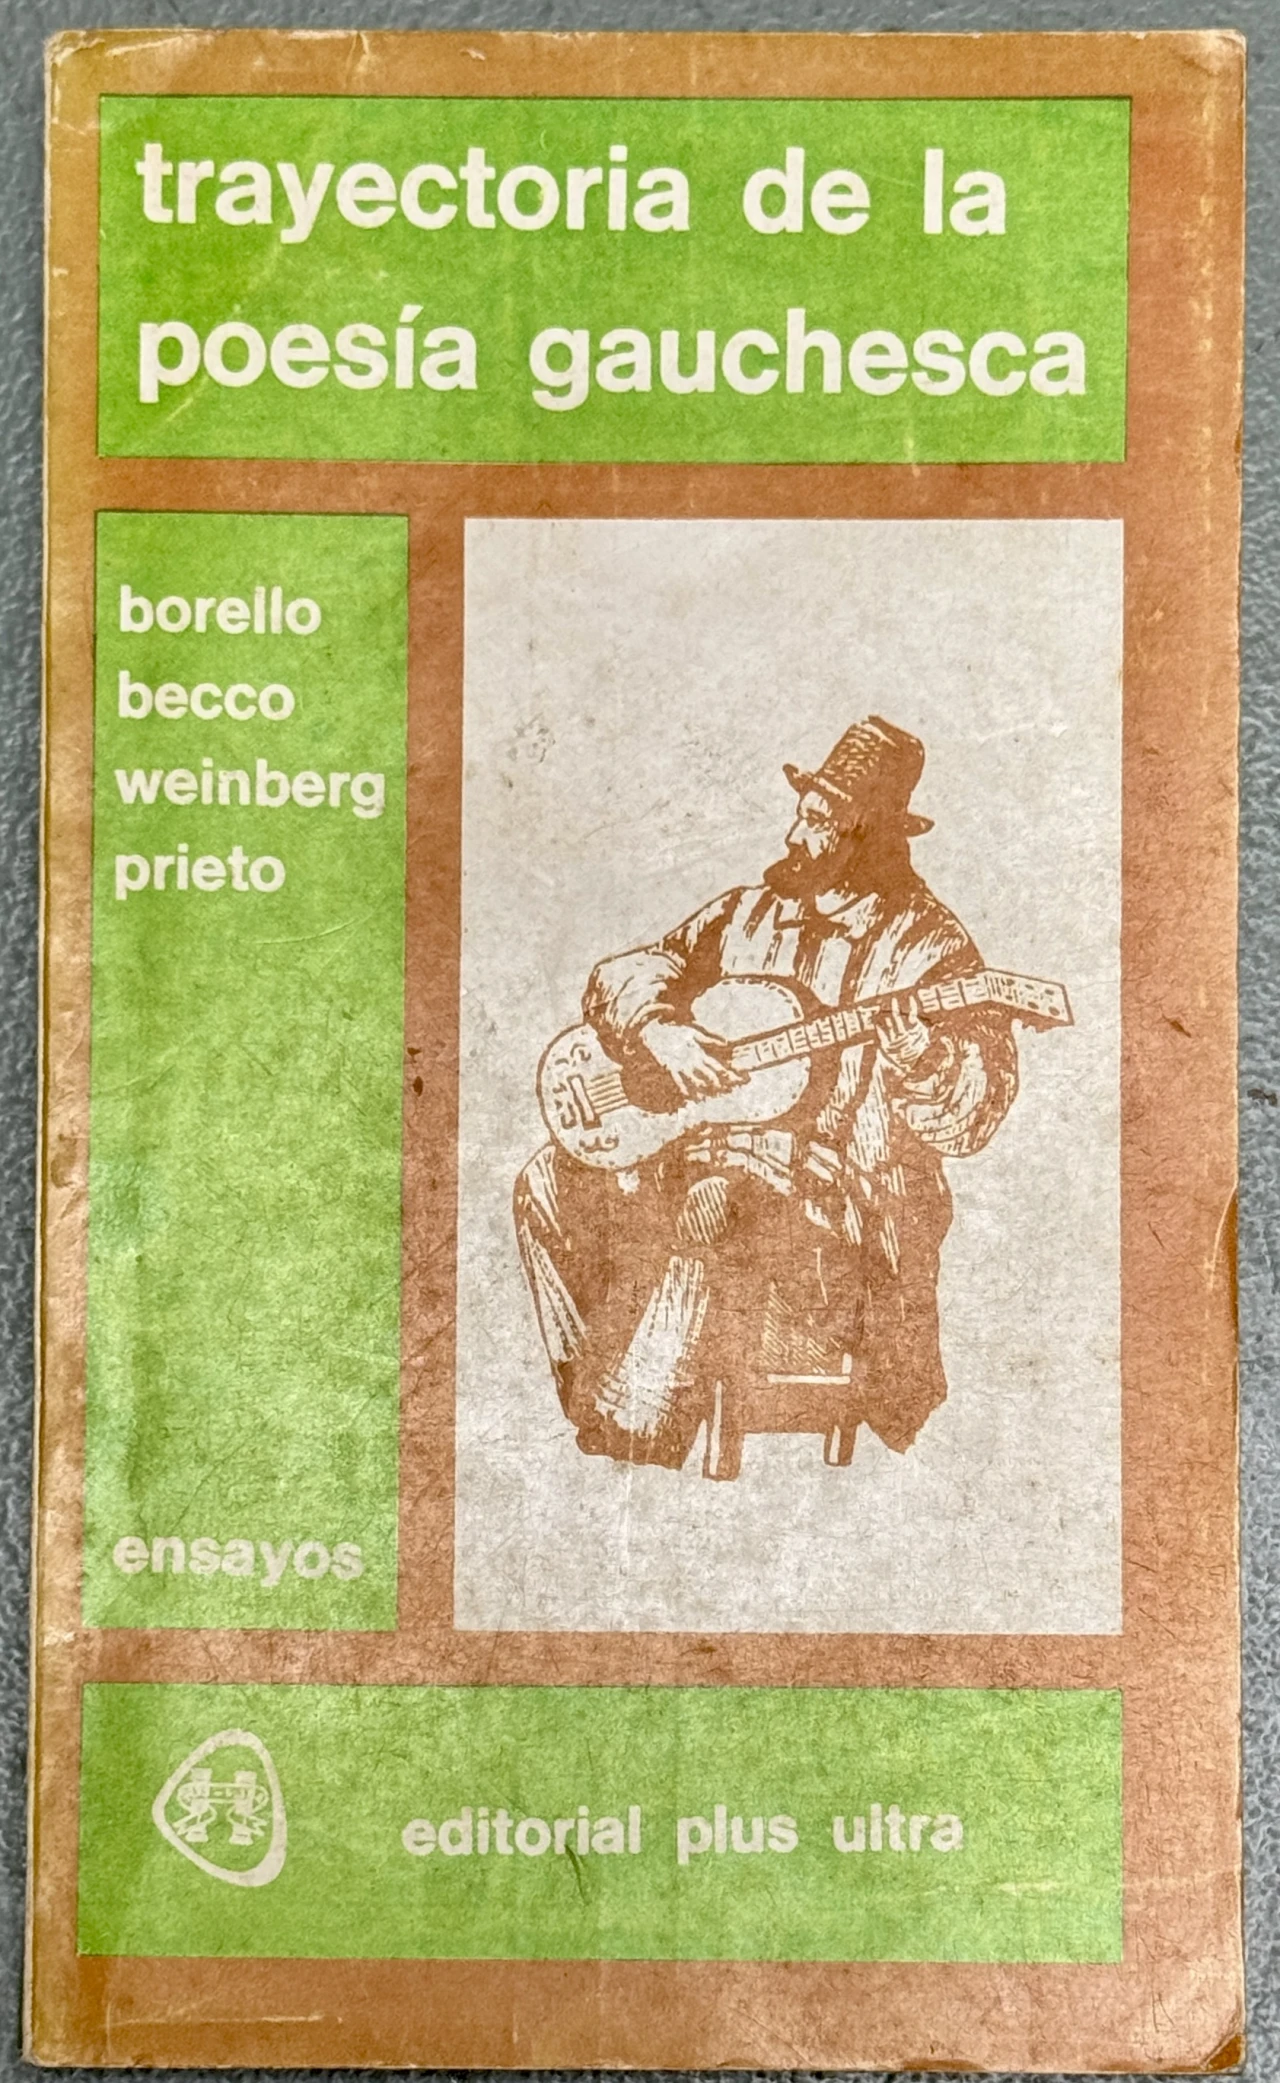 trayectoria de la
poesía gauchesca
borello
becco
weinberg
prieto
ensayos
editorial plus ultra